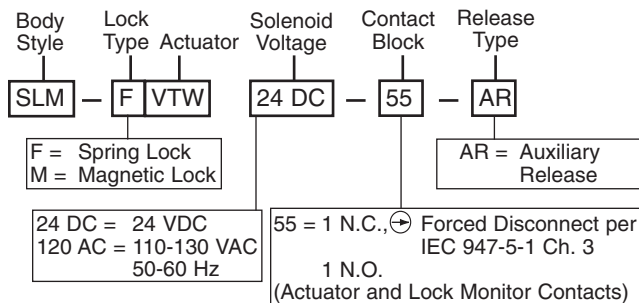 Body Style
Lock Type
Actuator
Solenoid Voltage
Contact Block
Release Type
SLM – F VTW 24 DC – 55 – AR
F = Spring Lock
M = Magnetic Lock
AR = Auxiliary
Release
24 DC = 24 VDC
120 AC = 110-130 VAC
50-60 Hz
55 = 1 N.C., Forced Disconnect per
IEC 947-5-1 Ch. 3
1 N.O.
(Actuator and Lock Monitor Contacts)